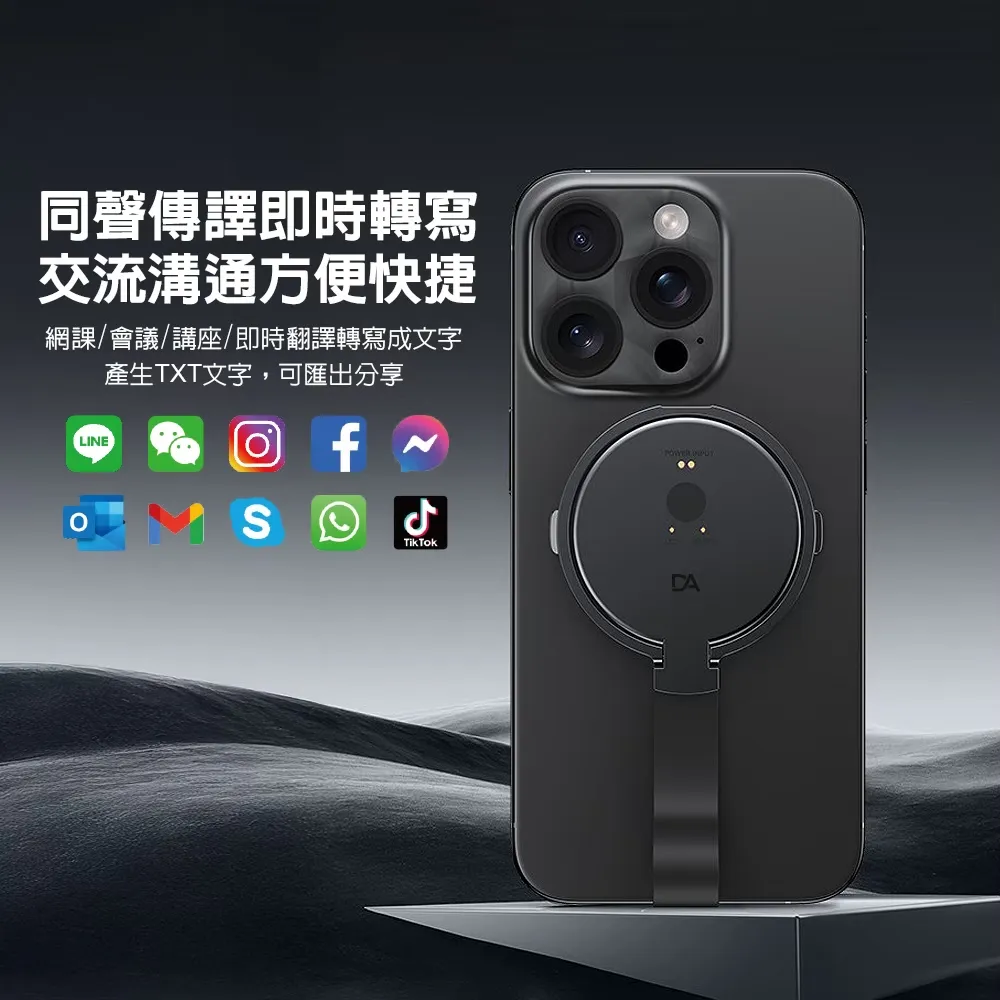 同聲傳譯即時轉寫
交流溝通方便快捷
網課/會議/講座/即時翻譯轉寫成文字
產生TXT文字，可匯出分享
LINE
TikTok
POWER INPUT
DA